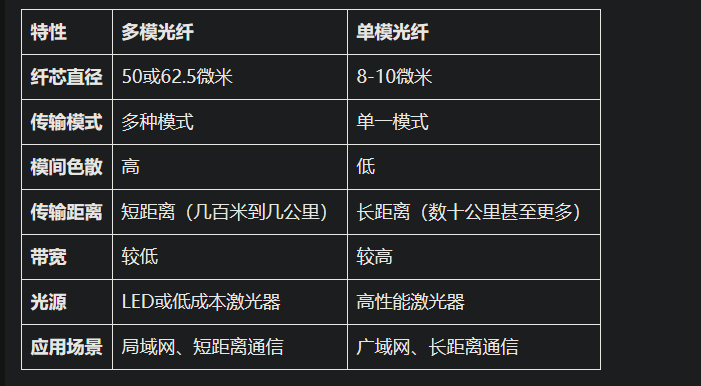 特性 多模光纤 单模光纤
纤芯直径 50或62.5微米 8-10微米
传输模式 多种模式 单一模式
模间色散 高 低
传输距离 短距离（几百米到几公里） 长距离（数十公里甚至更多）
带宽 较低 较高
光源 LED或低成本激光器 高性能激光器
应用场景 局域网、短距离通信 广域网、长距离通信